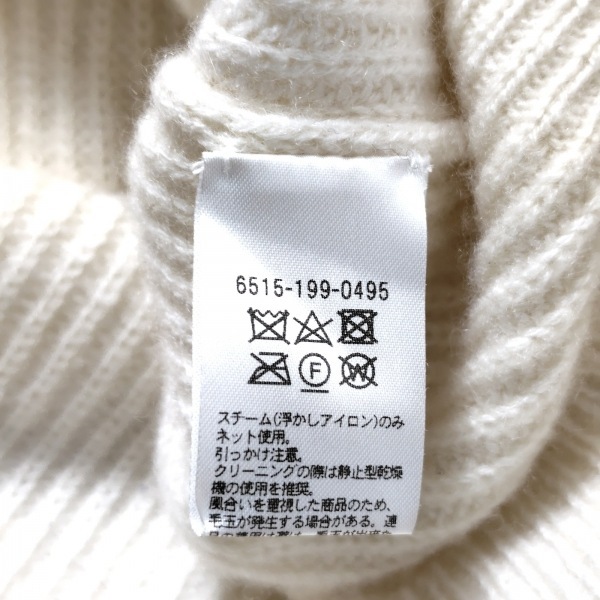 6515-199-0495
F
W
スチーム(浮かしアイロン)のみ
ネット使用。
引っかけ注意。
クリーニングの際は静止型乾燥
機の使用を推奨。
風合いを重視した商品のため、
毛玉が発生する場合がある。連